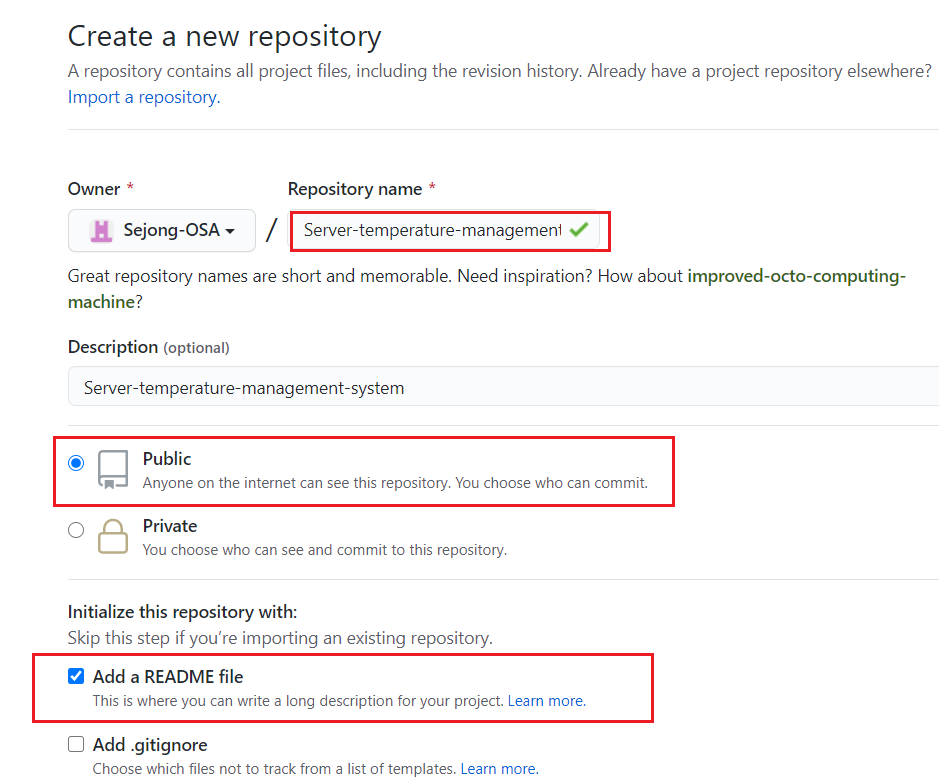 Create a new repository
A repository contains all project files, including the revision history. Already have a project repository elsewhere?
Import a repository.
Owner *
Repository name *
Sejong-OSA
/
Server-temperature-management
Great repository names are short and memorable. Need inspiration? How about improved-octo-computing-
machine?
Description (optional)
Server-temperature-management-system
Public
Anyone on the internet can see this repository. You choose who can commit.
Private
You choose who can see and commit to this repository.
Initialize this repository with:
Skip this step if you're importing an existing repository.
Add a README file
This is where you can write a long description for your project. Learn more.
Add .gitignore
Choose which files not to track from a list of templates. Learn more.